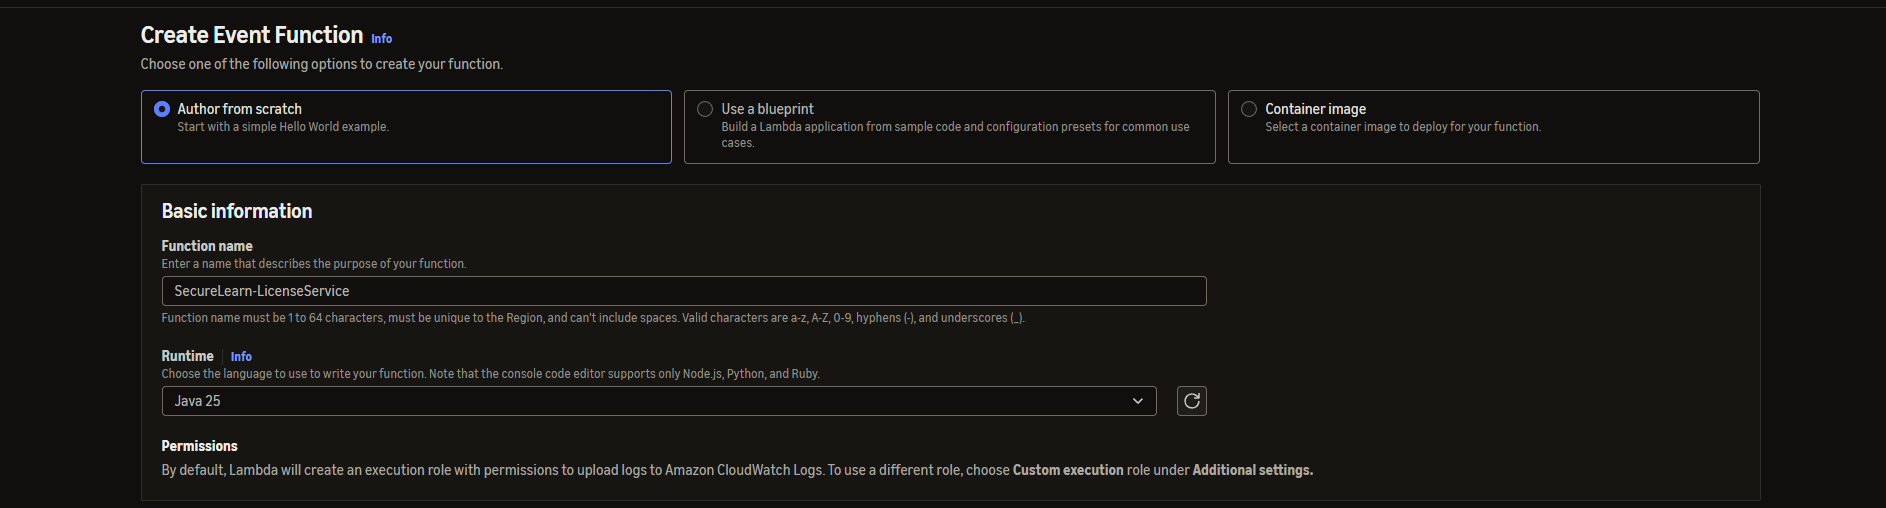 Create Event Function Info
Choose one of the following options to create your function.
Author from scratch
Start with a simple Hello World example.
Use a blueprint
Build a Lambda application from sample code and configuration presets for common use
cases.
Container image
Select a container image to deploy for your function.
Basic information
Function name
Enter a name that describes the purpose of your function.
SecureLearn-LicenseService
Function name must be 1 to 64 characters, must be unique to the Region, and can't include spaces. Valid characters are a-z, A-Z, 0-9, hyphens (-), and underscores (_).
Runtime Info
Choose the language to use to write your function. Note that the console code editor supports only Node.js, Python, and Ruby.
Java 25
Permissions
By default, Lambda will create an execution role with permissions to upload logs to Amazon CloudWatch Logs. To use a different role, choose Custom execution role under Additional settings.